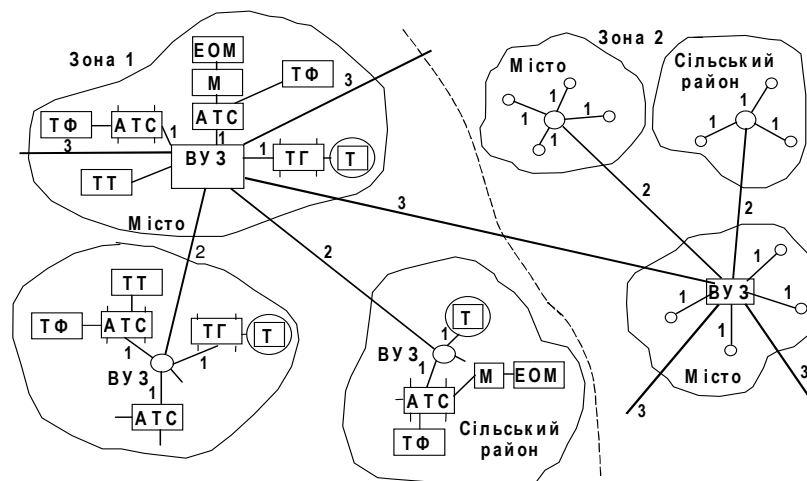 Зона 1
ЕОМ
М
ТФ
3
АТС
ТФ
АТС
1
1
3
ВУЗ
1
ТГ
Т
ТТ
Місто
Зона 2
Місто
1
1
1
1
Сільський
район
1
1
1
2
2
3
2
2
ТТ
ТФ
АТС
ТГ
Т
1
1
ВУЗ
1
АТС
Т
1
ВУЗ
1
М
ЕОМ
АТС
ТФ
Сільський
район
1
ВУЗ
1
1
1
Місто
3
3